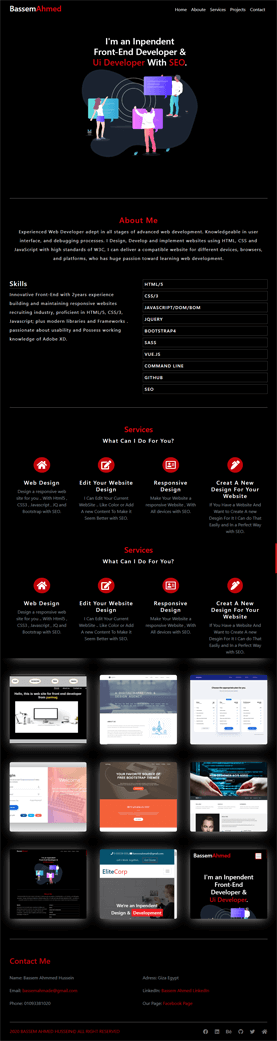 BassemAhmed
Home Aboute Services Projects Contact
I'm an Inpendent
Front-End Developer &
Ui Developer With SEO.
About Me
Experienced Web Developer adept in all stages of advanced web development. Knowledgeable in user
interface, and debugging processes. I Design, Develop and implement websites using HTML, CSS and
JavaScript with high standards of W3C, I can deliver a compatible website for different devices, browsers,
and platforms, who has huge passion toward learning web development.
Skills
Innovative Front-End with 2years experience
building and maintaining responsive websites
recruiting industry, proficient in HTML/5, CSS/3,
Javascript; plus modern libraries and Frameworks .
passionate about usability and Possess working
knowledge of Adobe XD.
HTML/5
CSS/3
JAVASCRIPT/DOM/BOM
JQUERY
BOOTSTRAP4
SASS
VUE.JS
COMMAND LINE
GITHUB
SEO
Services
What Can I Do For You?
Web Design
Design a responsive web
site for you .. With Html5 ,
CSS3 , Javascript , JQ and
Bootstrap with SEO.
Edit Your Website
Design
I Can Edit Your Current
WebSite .. Like Color or Add
A new Content To Make it
Seem Better with SEO.
Responsive
Design
Make Your Website a
responsive Website .. With
All devices with SEO.
Creat A New
Design For Your
Website
If You Have a Website And
Want to Create A new
Deisgn For it I Can do That
Easily and in a Perfect Way
with SEO.
Services
What Can I Do For You?
Web Design
Design a responsive web
site for you .. With Html5 ,
CSS3 , Javascript , JQ and
Bootstrap with SEO.
Edit Your Website
Design
I Can Edit Your Current
WebSite .. Like Color or Add
A new Content To Make it
Seem Better with SEO.
Responsive
Design
Make Your Website a
responsive Website .. With
All devices with SEO.
Creat A New
Design For Your
Website
If You Have a Website And
Want to Create A new
Deisgn For it I Can do That
Easily and in a Perfect Way
with SEO.
Hello, this is web site for front-end developer
YOUR FAVORITE SOURCE OF
FREE BOOTSTRAP THEMES
EliteCorp
We're an Inpendent
Design & Development
BassemAhmed
I'm an Inpendent
Front-End
Developer &
Ui Developer
Contact Me
Name: Bassem Ahmmed Hussein
Adress: Giza Egypt
Email:
LinkedIn: Bassem Ahmed LinkedIn
Phone: 01093381020
Our Page: Facebook Page